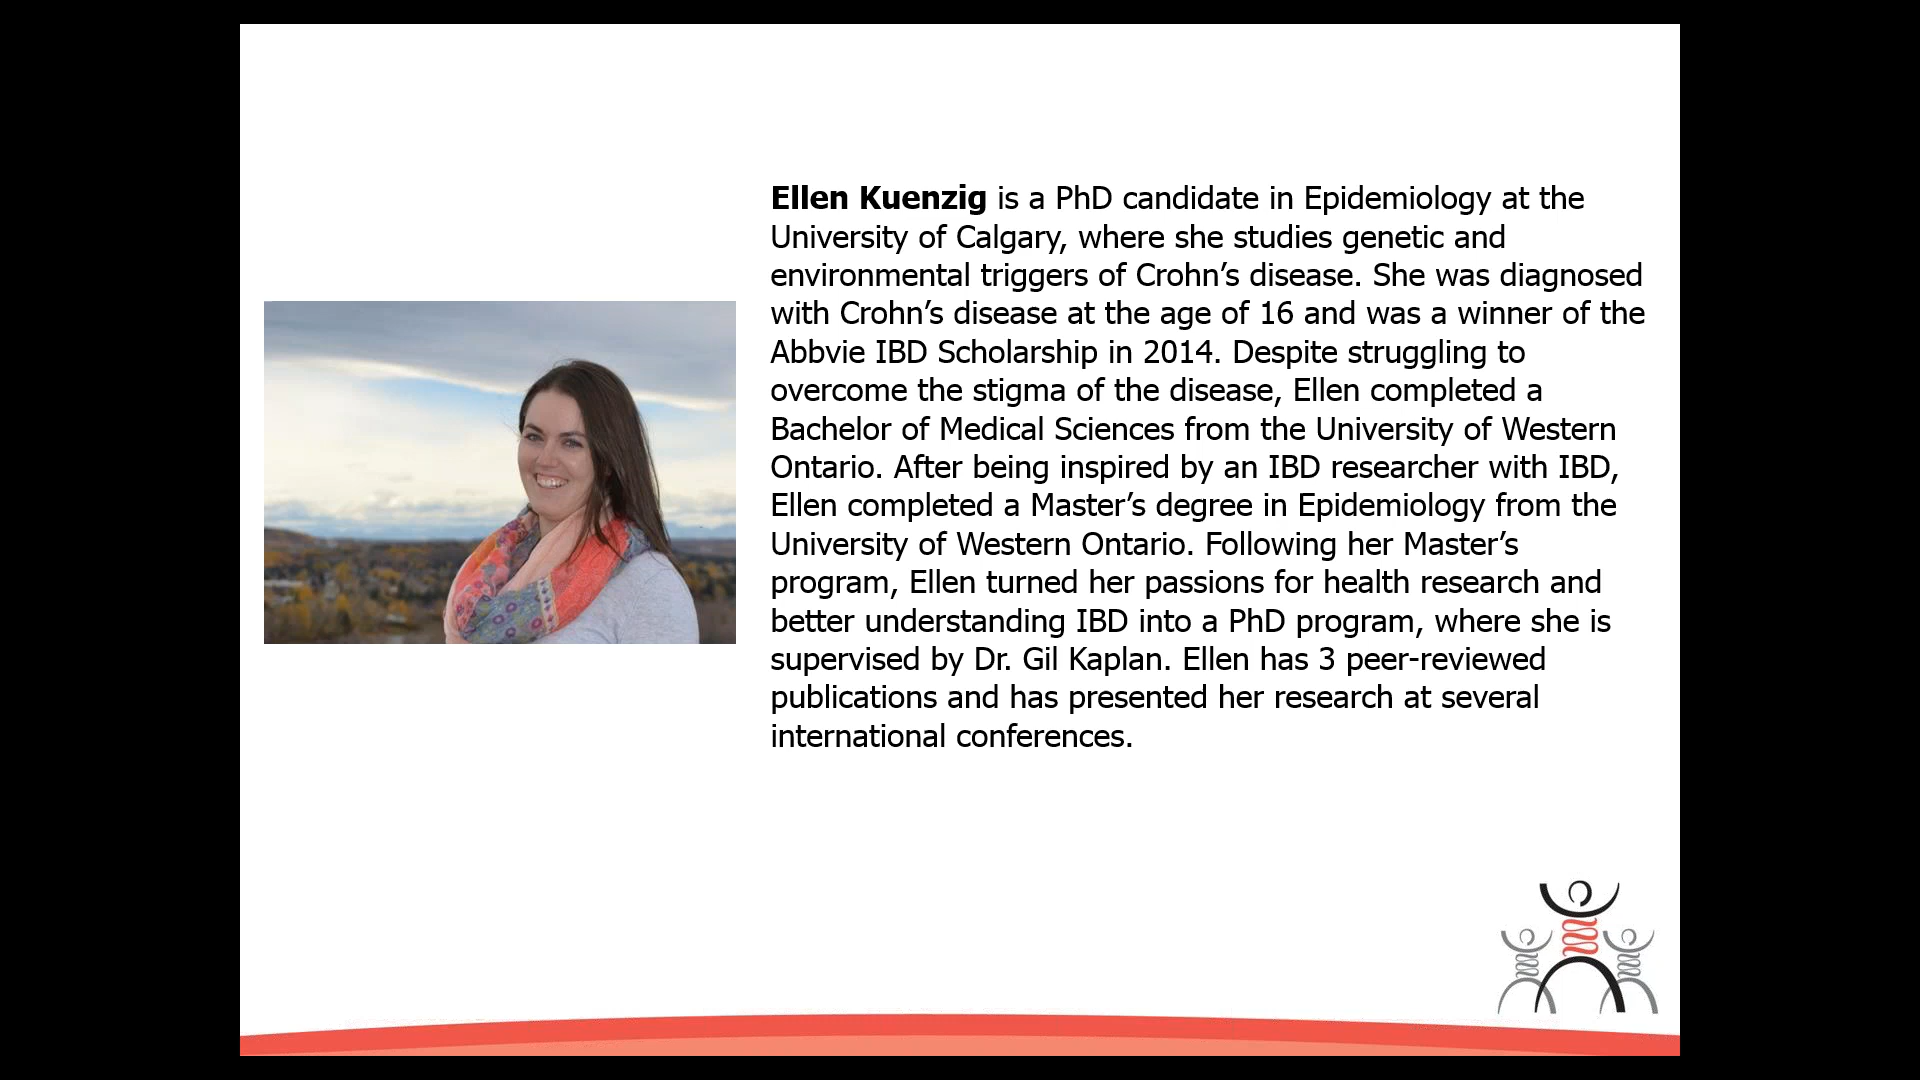 Ellen Kuenzig is a PhD candidate in Epidemiology at the
University of Calgary, where she studies genetic and
environmental triggers of Crohn’s disease. She was diagnosed
with Crohn’s disease at the age of 16 and was a winner of the
Abbvie IBD Scholarship in 2014. Despite struggling to
overcome the stigma of the disease, Ellen completed a
Bachelor of Medical Sciences from the University of Western
Ontario. After being inspired by an IBD researcher with IBD,
Ellen completed a Master’s degree in Epidemiology from the
University of Western Ontario. Following her Master’s
program, Ellen turned her passions for health research and
better understanding IBD into a PhD program, where she is
supervised by Dr. Gil Kaplan. Ellen has 3 peer-reviewed
publications and has presented her research at several
international conferences.